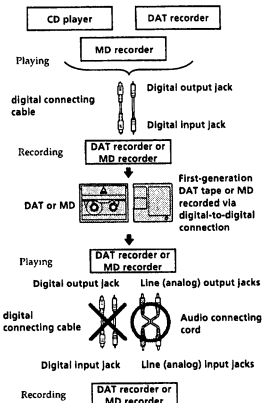 CD player
DAT recorder
MD recorder
Playing
Digital output jack
digital connecting
cable
Digital input jack
Recording
DAT recorder or
MD recorder
DAT or MD
First-generation
DAT tape or MD
recorded via
digital-to-digital
connection
Playing
DAT recorder or
MD recorder
Digital output jack
Line (analog) output jacks
digital
connecting cable
Audio connecting
cord
Digital input jack
Line (analog) input jacks
Recording
DAT recorder or
MD recorder